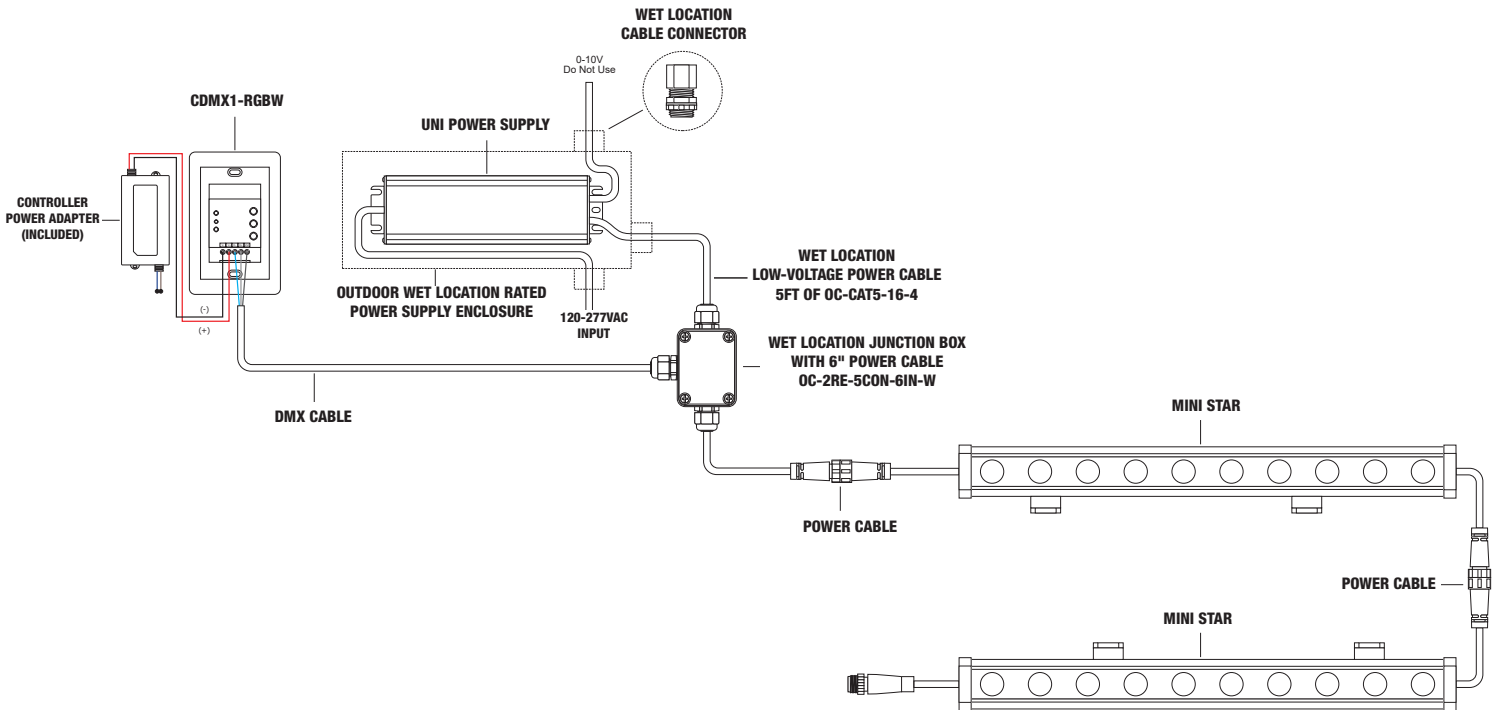 WET LOCATION
CABLE CONNECTOR
0-10V
Do Not Use
CDMX1-RGBW
UNI POWER SUPPLY
CONTROLLER
POWER ADAPTER
(INCLUDED)
WET LOCATION
LOW-VOLTAGE POWER CABLE
5FT OF OC-CAT5-16-4
OUTDOOR WET LOCATION RATED
POWER SUPPLY ENCLOSURE
120-277VAC
INPUT
(-)
(+)
WET LOCATION JUNCTION BOX
WITH 6" POWER CABLE
OC-2RE-5CON-6IN-W
DMX CABLE
MINI STAR
POWER CABLE
POWER CABLE
MINI STAR